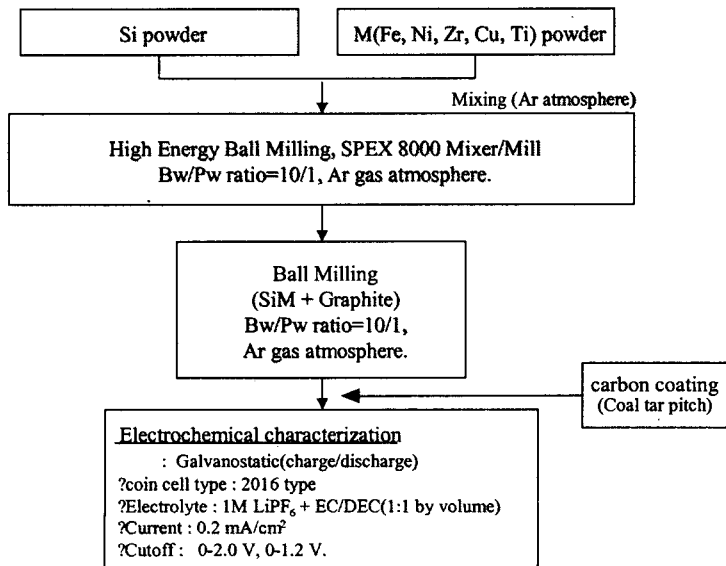 Si powder
M(Fe, Ni, Zr, Cu, Ti) powder
Mixing (Ar atmosphere)
High Energy Ball Milling, SPEX 8000 Mixer/Mill
Bw/Pw ratio=10/1, Ar gas atmosphere.
Ball Milling
(SiM + Graphite)
Bw/Pw ratio=10/1,
Ar gas atmosphere.
carbon coating
(Coal tar pitch)
Electrochemical characterization
: Galvanostatic(charge/discharge)
?coin cell type : 2016 type
?Electrolyte : 1M LiPF₆ + EC/DEC(1:1 by volume)
?Current : 0.2 mA/cm²
?Cutoff : 0-2.0 V, 0-1.2 V.